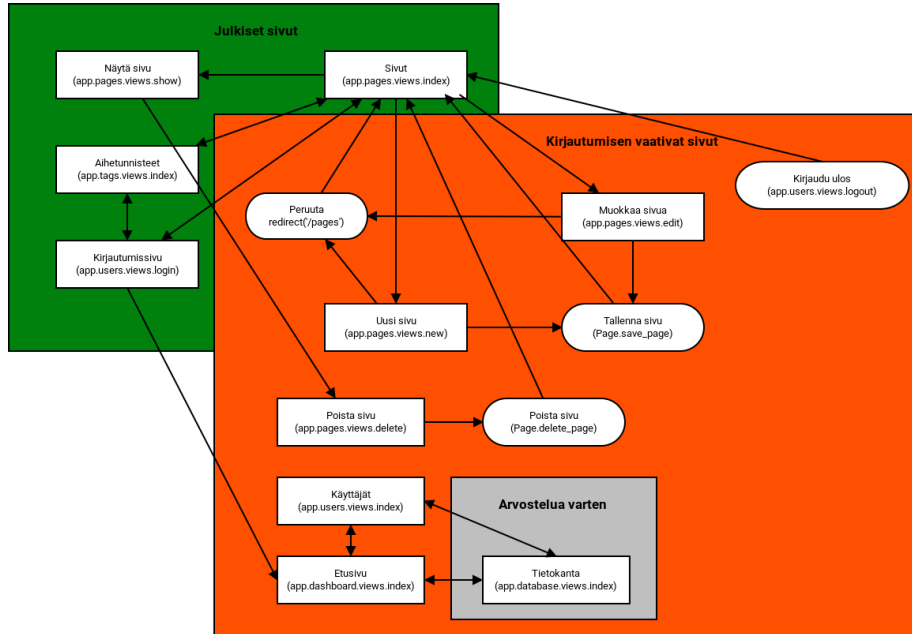 Julkiset sivut
Näytä sivu
(app.pages.views.show)
Sivut
(app.pages.views.index)
Kirjautumisen vaativat sivut
Aihetunnisteet
(app.tags.views.index)
Kirjaudu ulos
(app.users.views.logout)
Peruuta
redirect('/pages')
Muokkaa sivua
(app.pages.views.edit)
Kirjautumissivu
(app.users.views.login)
Uusi sivu
(app.pages.views.new)
Tallenna sivu
(Page.save_page)
Poista sivu
(app.pages.views.delete)
Poista sivu
(Page.delete_page)
Käyttäjät
(app.users.views.index)
Arvostelua varten
Etusivu
(app.dashboard.views.index)
Tietokanta
(app.database.views.index)